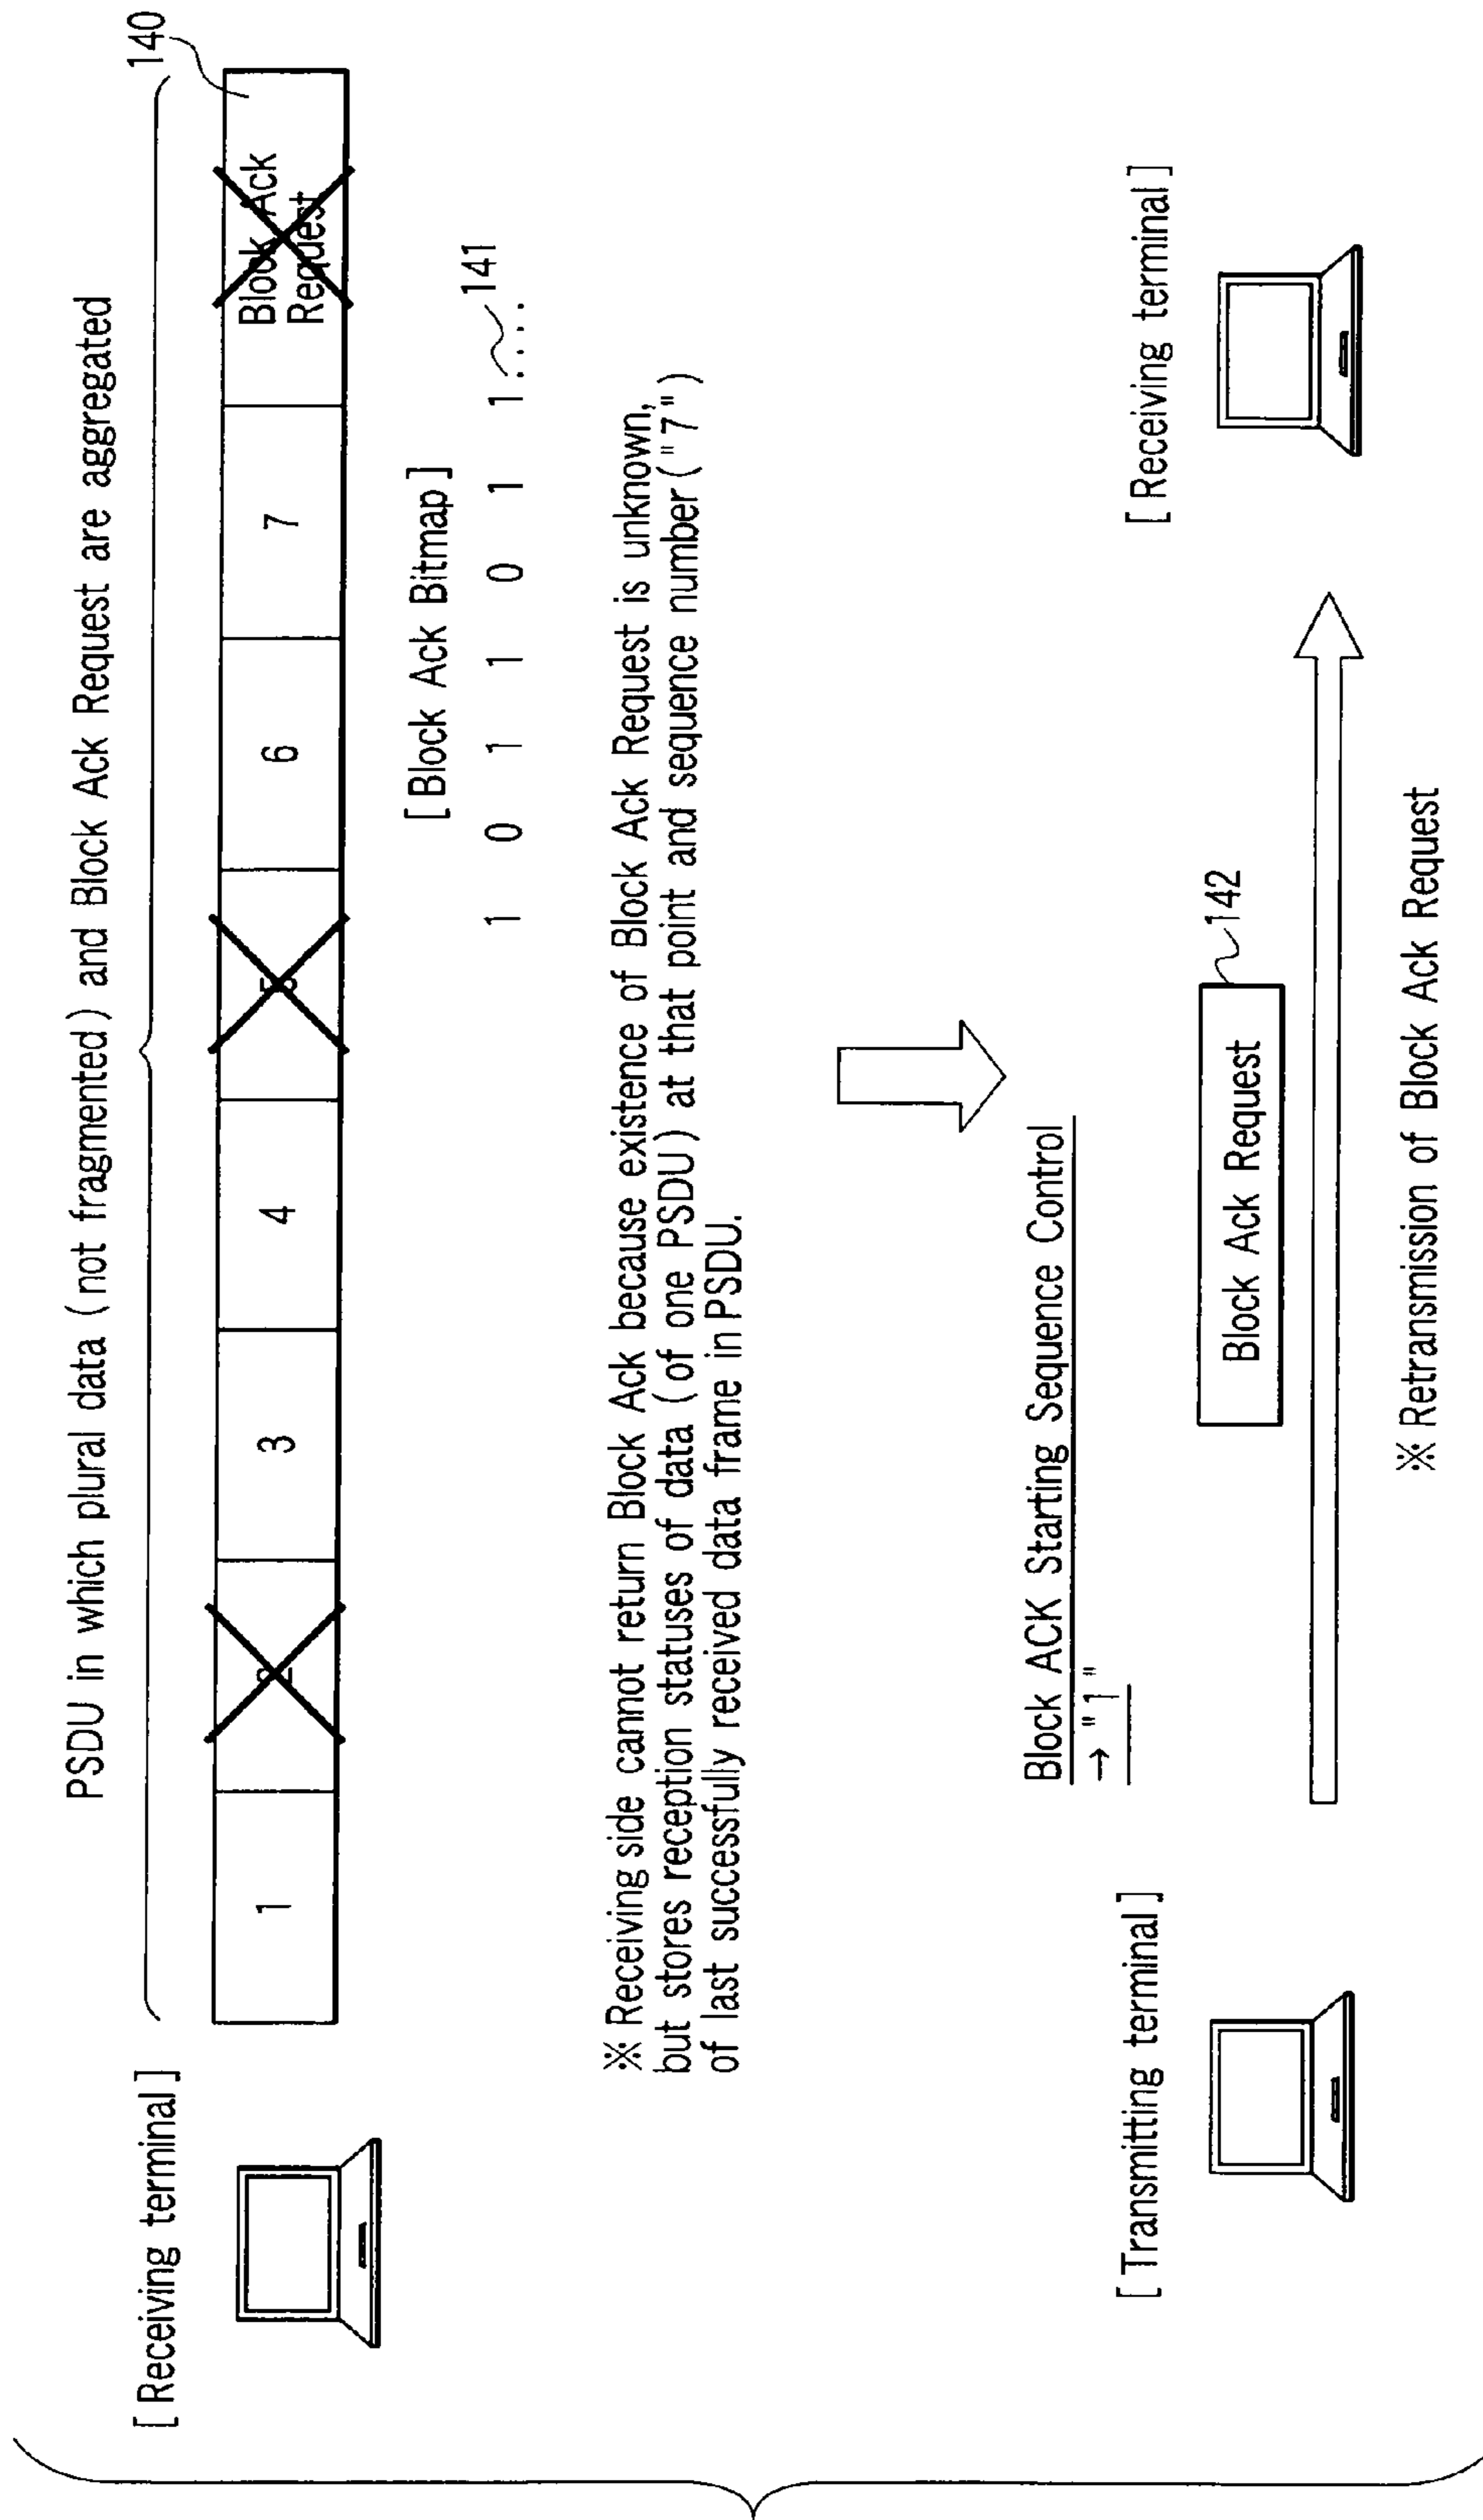 PSDU in which plural data (not fragmented) and Block Ack Request are aggregated
140
[Receiving terminal]
1 2 3 4 5 6 7 Block Ack
Request
[Block Ack Bitmap]
1 0 1 1 0 1 1 .... 141
※ Receiving side cannot return Block Ack because existence of Block Ack Request is unknown,
but stores reception statuses of data (of one PSDU) at that point and sequence number ("7")
of last successfully received data frame in PSDU.
Block ACK Starting Sequence Control
→ "1"
[Transmitting terminal]
[Receiving terminal]
Block Ack Request
142
※ Retransmission of Block Ack Request